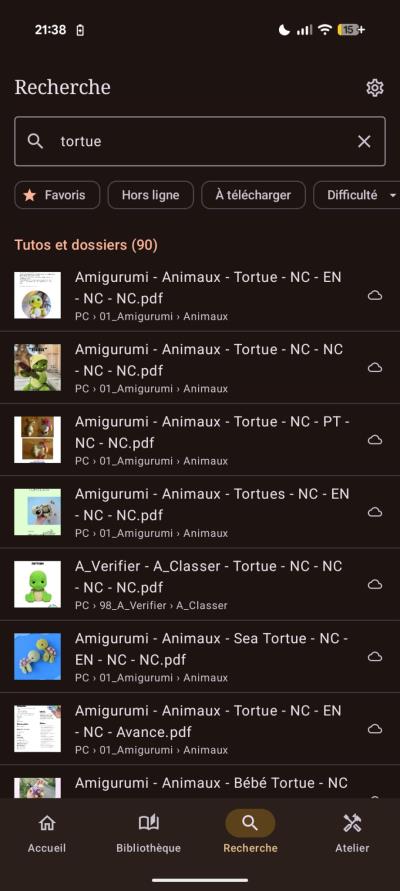 21:38
15+
Recherche
tortue
Favoris
Hors ligne
À télécharger
Difficulté
Tutos et dossiers (90)
Amigurumi - Animaux - Tortue - NC - EN
- NC - NC.pdf
PC › 01_Amigurumi › Animaux
Amigurumi - Animaux - Tortue - NC - NC
- NC - NC.pdf
PC › 01_Amigurumi › Animaux
Amigurumi - Animaux - Tortue - NC - PT -
NC - NC.pdf
PC › 01_Amigurumi › Animaux
Amigurumi - Animaux - Tortues - NC - EN
- NC - NC.pdf
PC › 01_Amigurumi › Animaux
A_Verifier - A_Classer - Tortue - NC - NC
- NC - NC.pdf
PC › 98_A_Verifier › A_Classer
Amigurumi - Animaux - Sea Tortue - NC -
EN - NC - NC.pdf
PC › 01_Amigurumi › Animaux
Amigurumi - Animaux - Tortue - NC - EN
- NC - Avance.pdf
PC › 01_Amigurumi › Animaux
Amigurumi - Animaux - Bébé Tortue - NC
Accueil
Bibliothèque
Recherche
Atelier